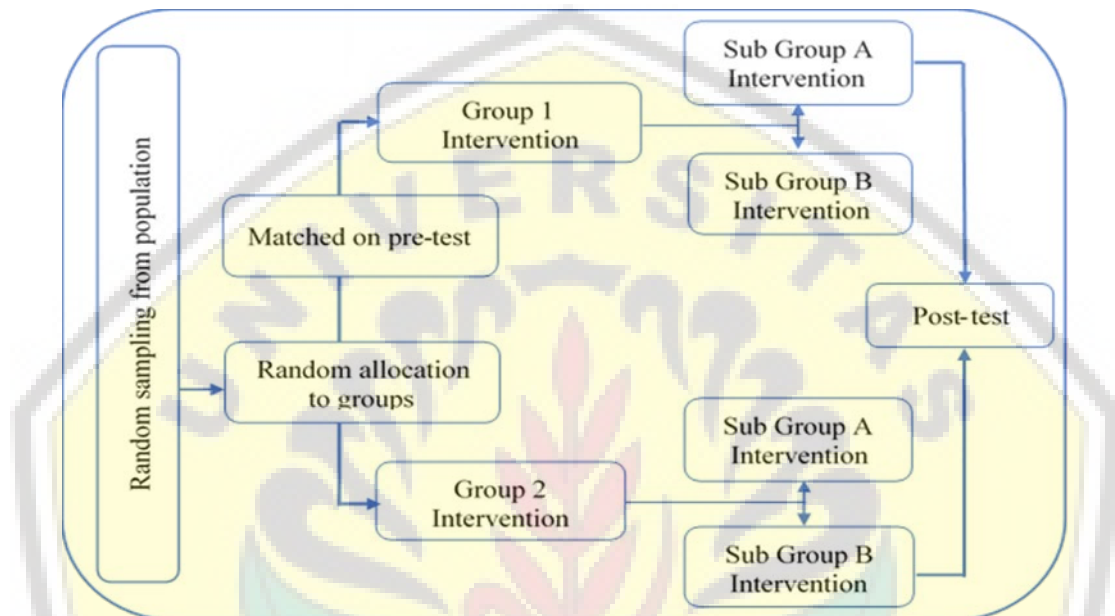 Random sampling from population
Matched on pre-test
Random allocation
to groups
Group 1
Intervention
Sub Group A
Intervention
Sub Group B
Intervention
Group 2
Intervention
Sub Group A
Intervention
Sub Group B
Intervention
Post-test
UNIVERSITAS